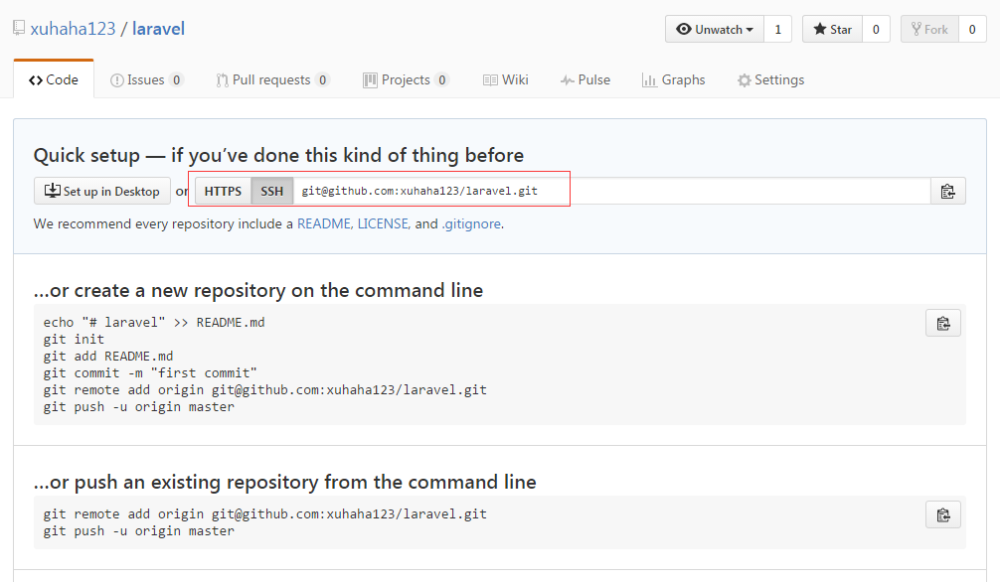 xuhaha123 / laravel
Unwatch 1 Star 0 Fork 0
Code Issues 0 Pull requests 0 Projects 0 Wiki Pulse Graphs Settings
Quick setup — if you’ve done this kind of thing before
Set up in Desktop or HTTPS SSH git@github.com:xuhaha123/laravel.git
We recommend every repository include a README, LICENSE, and .gitignore.
…or create a new repository on the command line
echo "# laravel" >> README.md
git init
git add README.md
git commit -m "first commit"
git remote add origin git@github.com:xuhaha123/laravel.git
git push -u origin master
…or push an existing repository from the command line
git remote add origin git@github.com:xuhaha123/laravel.git
git push -u origin master